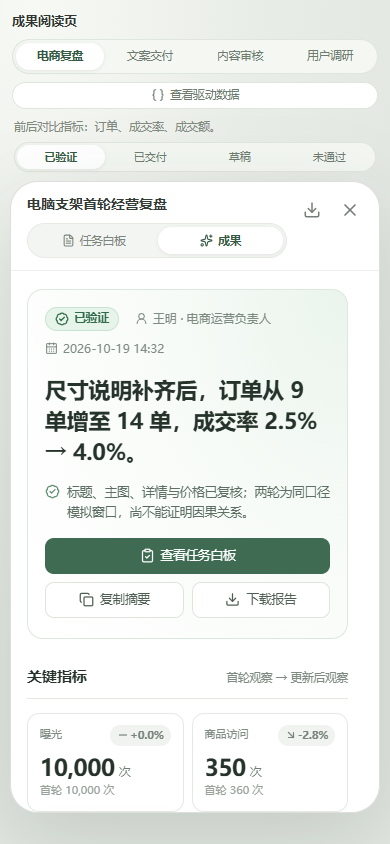 成果阅读页
电商复盘 文案交付 内容审核 用户调研
{ } 查看驱动数据
前后对比指标：订单、成交率、成交额。
已验证 已交付 草稿 未通过
电脑支架首轮经营复盘
任务白板 成果
已验证 王明 · 电商运营负责人
2026-10-19 14:32
尺寸说明补齐后，订单从 9
单增至 14 单，成交率 2.5%
→ 4.0%。
标题、主图、详情与价格已复核；两轮为同口径
模拟窗口，尚不能证明因果关系。
查看任务白板
复制摘要 下载报告
关键指标 首轮观察 → 更新后观察
曝光 +0.0% 商品访问 -2.8%
10,000 次 350 次
首轮 10,000 次 首轮 360 次